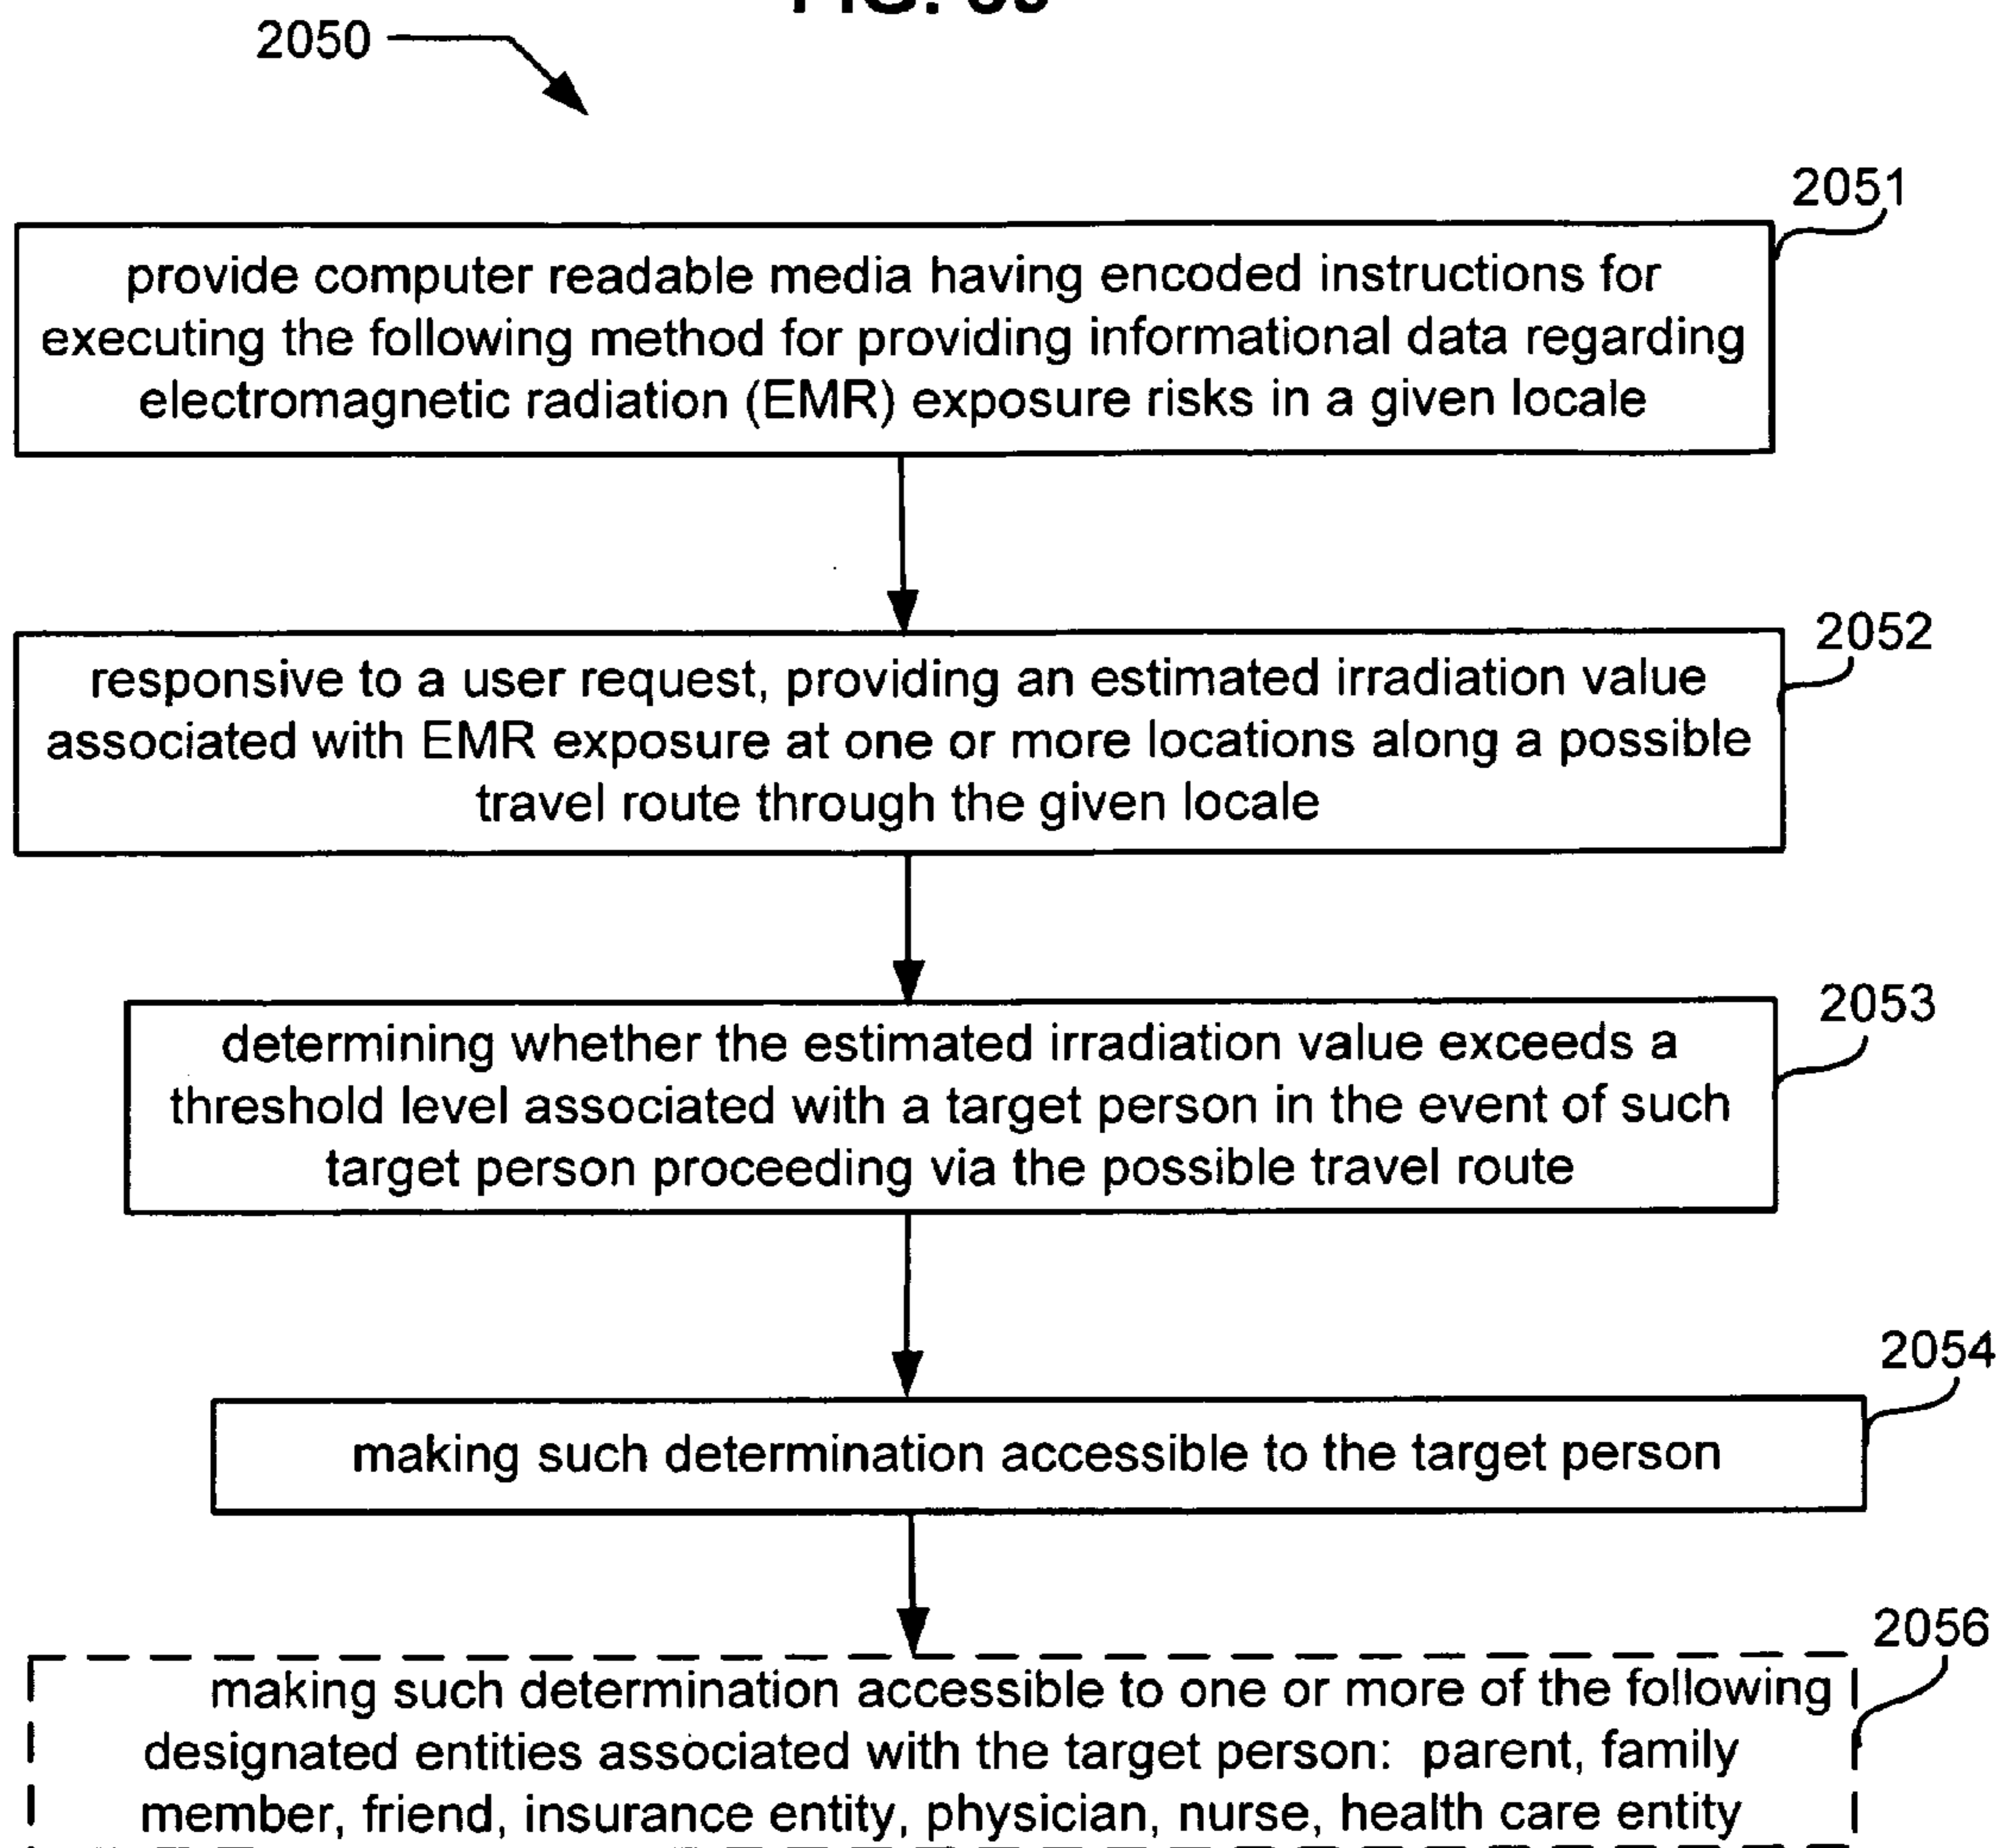 2050
2051
provide computer readable media having encoded instructions for
executing the following method for providing informational data regarding
electromagnetic radiation (EMR) exposure risks in a given locale
2052
responsive to a user request, providing an estimated irradiation value
associated with EMR exposure at one or more locations along a possible
travel route through the given locale
2053
determining whether the estimated irradiation value exceeds a
threshold level associated with a target person in the event of such
target person proceeding via the possible travel route
2054
making such determination accessible to the target person
2056
making such determination accessible to one or more of the following
designated entities associated with the target person: parent, family
member, friend, insurance entity, physician, nurse, health care entity